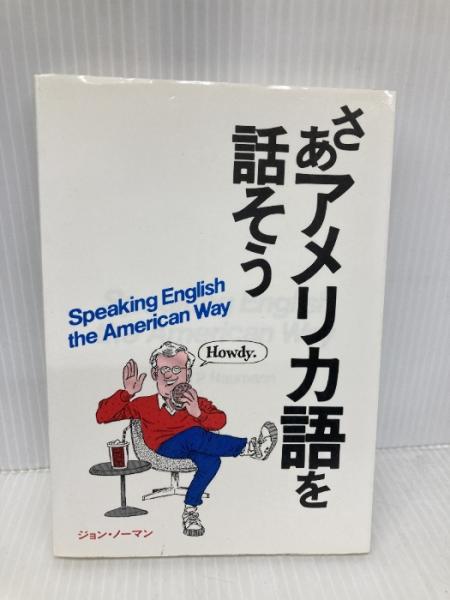 さあアメリカ語を
話そう
Speaking English
the American Way
Howdy.
ジョン・ノーマン